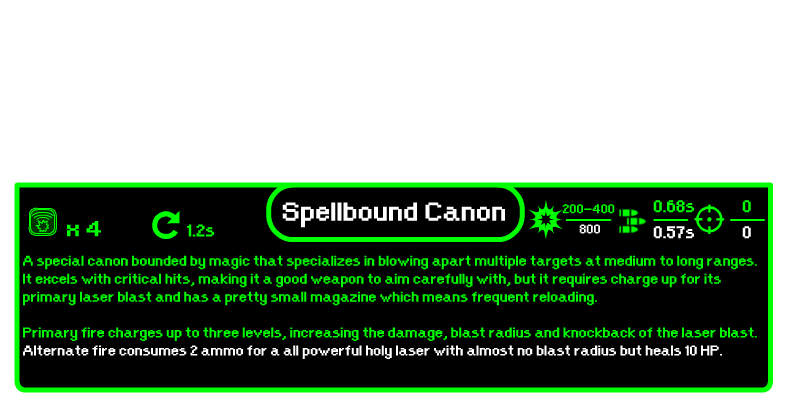 Spellbound Canon
x 4
1.2s
200-400
800
0.68s
0.57s
0
0
A special canon bounded by magic that specializes in blowing apart multiple targets at medium to long ranges.
It excels with critical hits, making it a good weapon to aim carefully with, but it requires charge up for its
primary laser blast and has a pretty small magazine which means frequent reloading.
Primary fire charges up to three levels, increasing the damage, blast radius and knockback of the laser blast.
Alternate fire consumes 2 ammo for a all powerful holy laser with almost no blast radius but heals 10 HP.